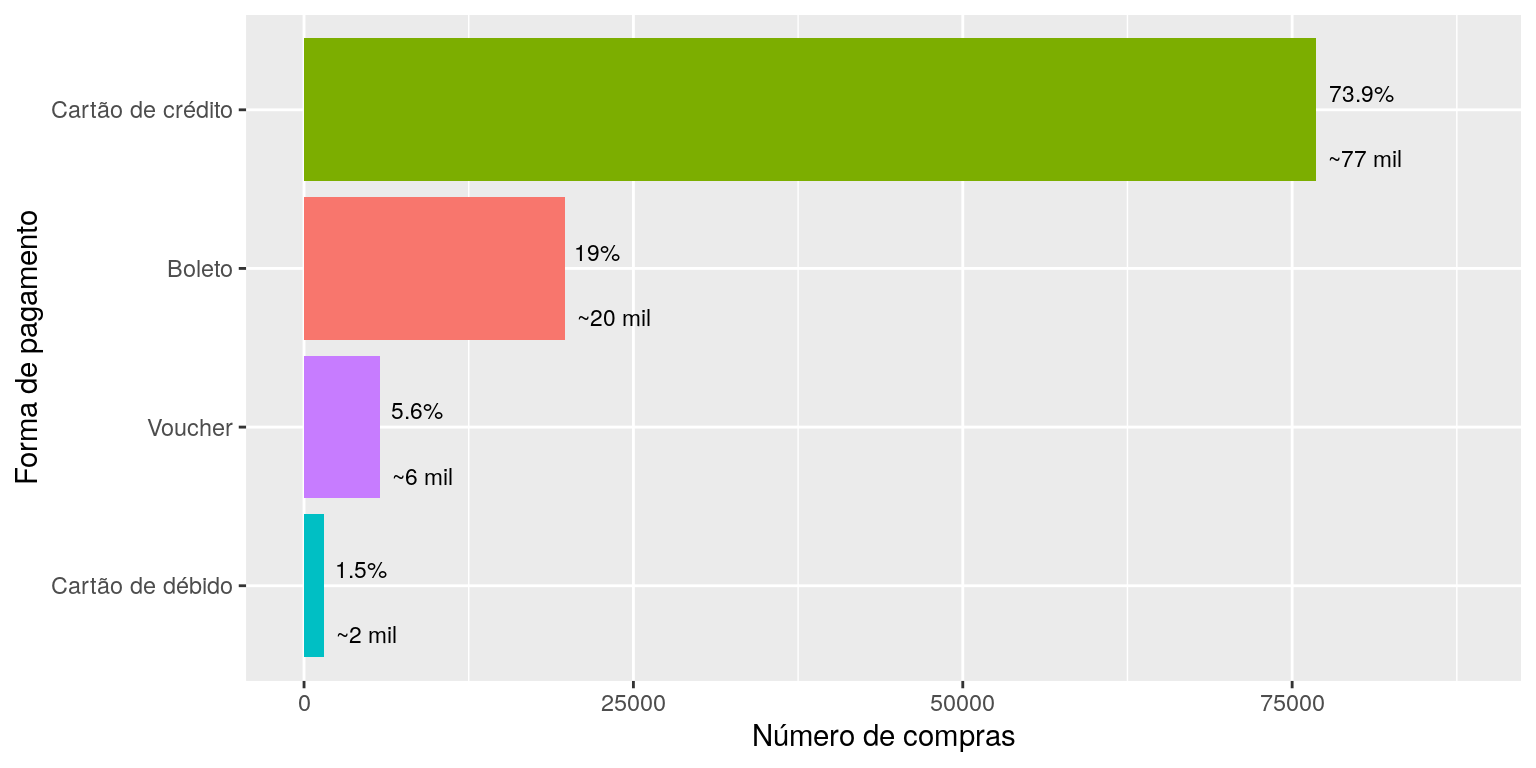 Forma de pagamento
Cartão de crédito
73.9%
~77 mil
Boleto
19%
~20 mil
Voucher
5.6%
~6 mil
Cartão de débido
1.5%
~2 mil
0
25000
50000
75000
Número de compras